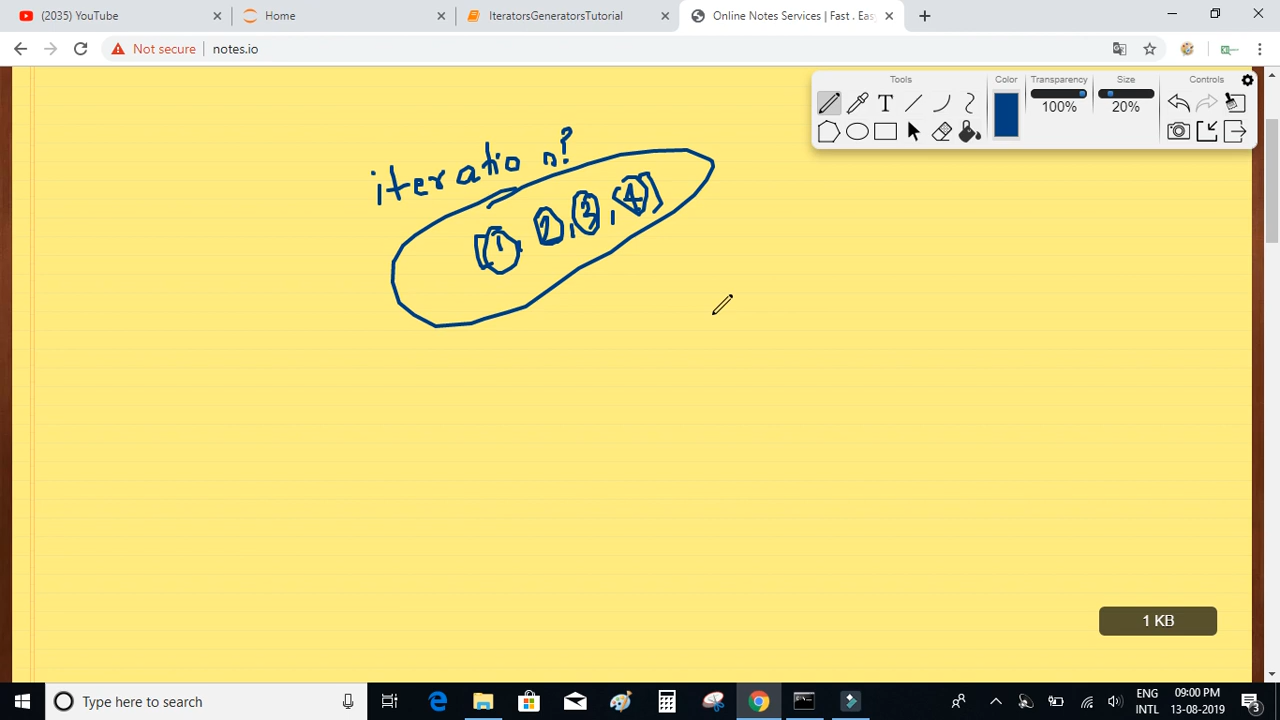 (2035) YouTube
Home
IteratorsGeneratorsTutorial
Online Notes Services | Fast . Eas
Not secure
notes.io
Tools
Color
Transparency
Size
Controls
100%
20%
iteration?
[1, 2, 3, 4]
1 KB
Type here to search
ENG
INTL
09:00 PM
13-08-2019
3